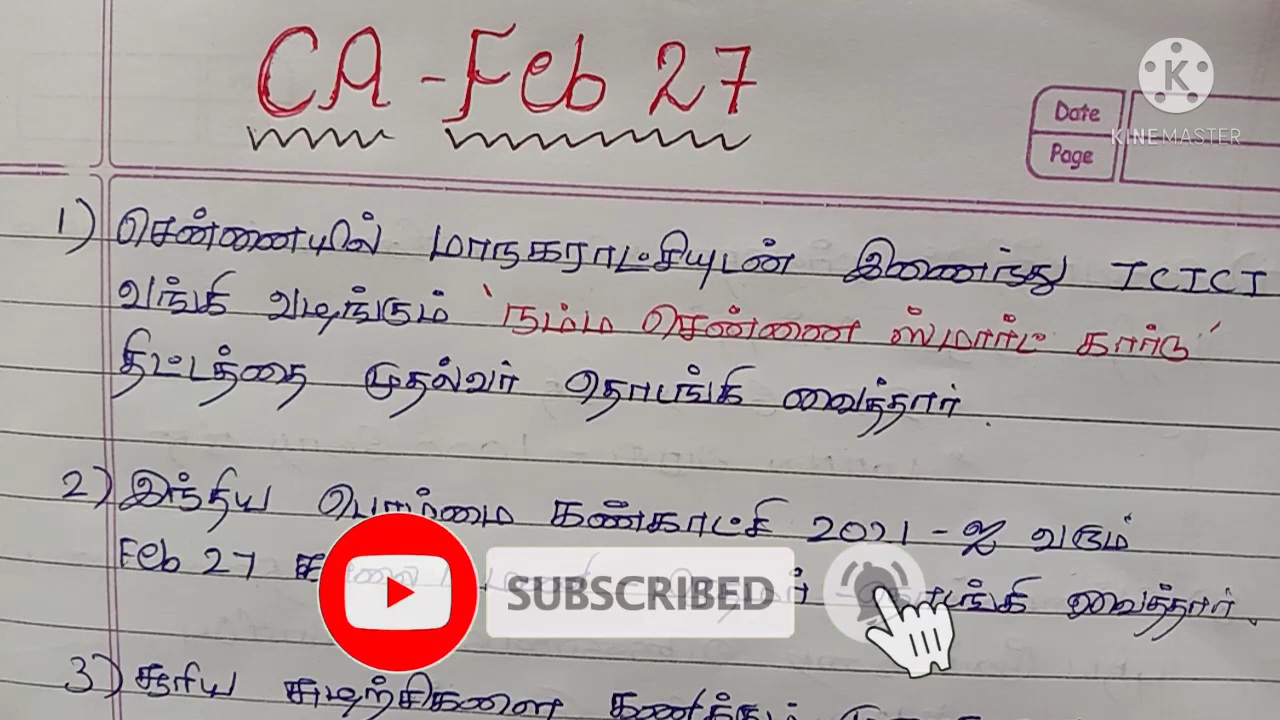 CA - Feb 27
Date
Page
KINEMASTER
1) சென்னையில் மாநகராட்சியுடன் இணைந்து ICICI
வங்கி வழங்கும் 'நம்ம சென்னை ஸ்மார்ட் கார்டு'
திட்டத்தை முதல்வர் தொடங்கி வைத்தார்.
2) இந்திய பொம்மை கண்காட்சி 2021 - ஐ வரும்
Feb 27 தொடங்கி வைத்தார்.
SUBSCRIBED
3) சூரிய சுழற்சிகளை